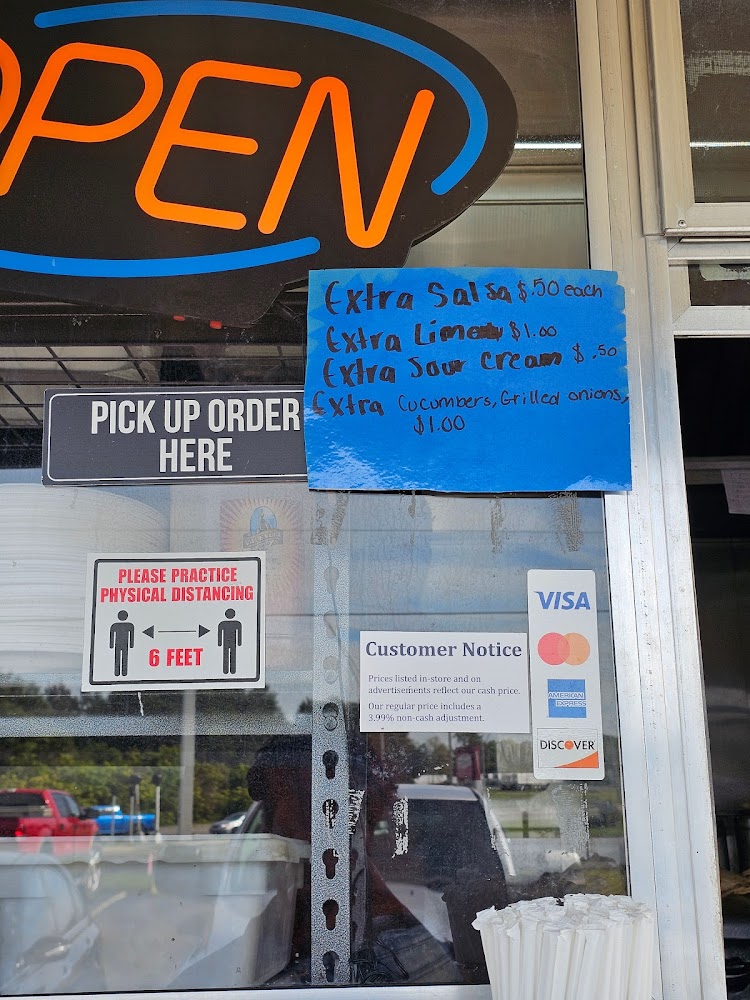 OPEN
Extra Salsa $.50 each
Extra Lime $1.00
Extra Sour cream $.50
Extra Cucumbers, Grilled onions,
$1.00
PICK UP ORDER
HERE
PLEASE PRACTICE
PHYSICAL DISTANCING
6 FEET
Customer Notice
Prices listed in-store and on
advertisements reflect our cash price.
Our regular price includes a
3.99% non-cash adjustment.
VISA
AMERICAN
EXPRESS
DISCOVER